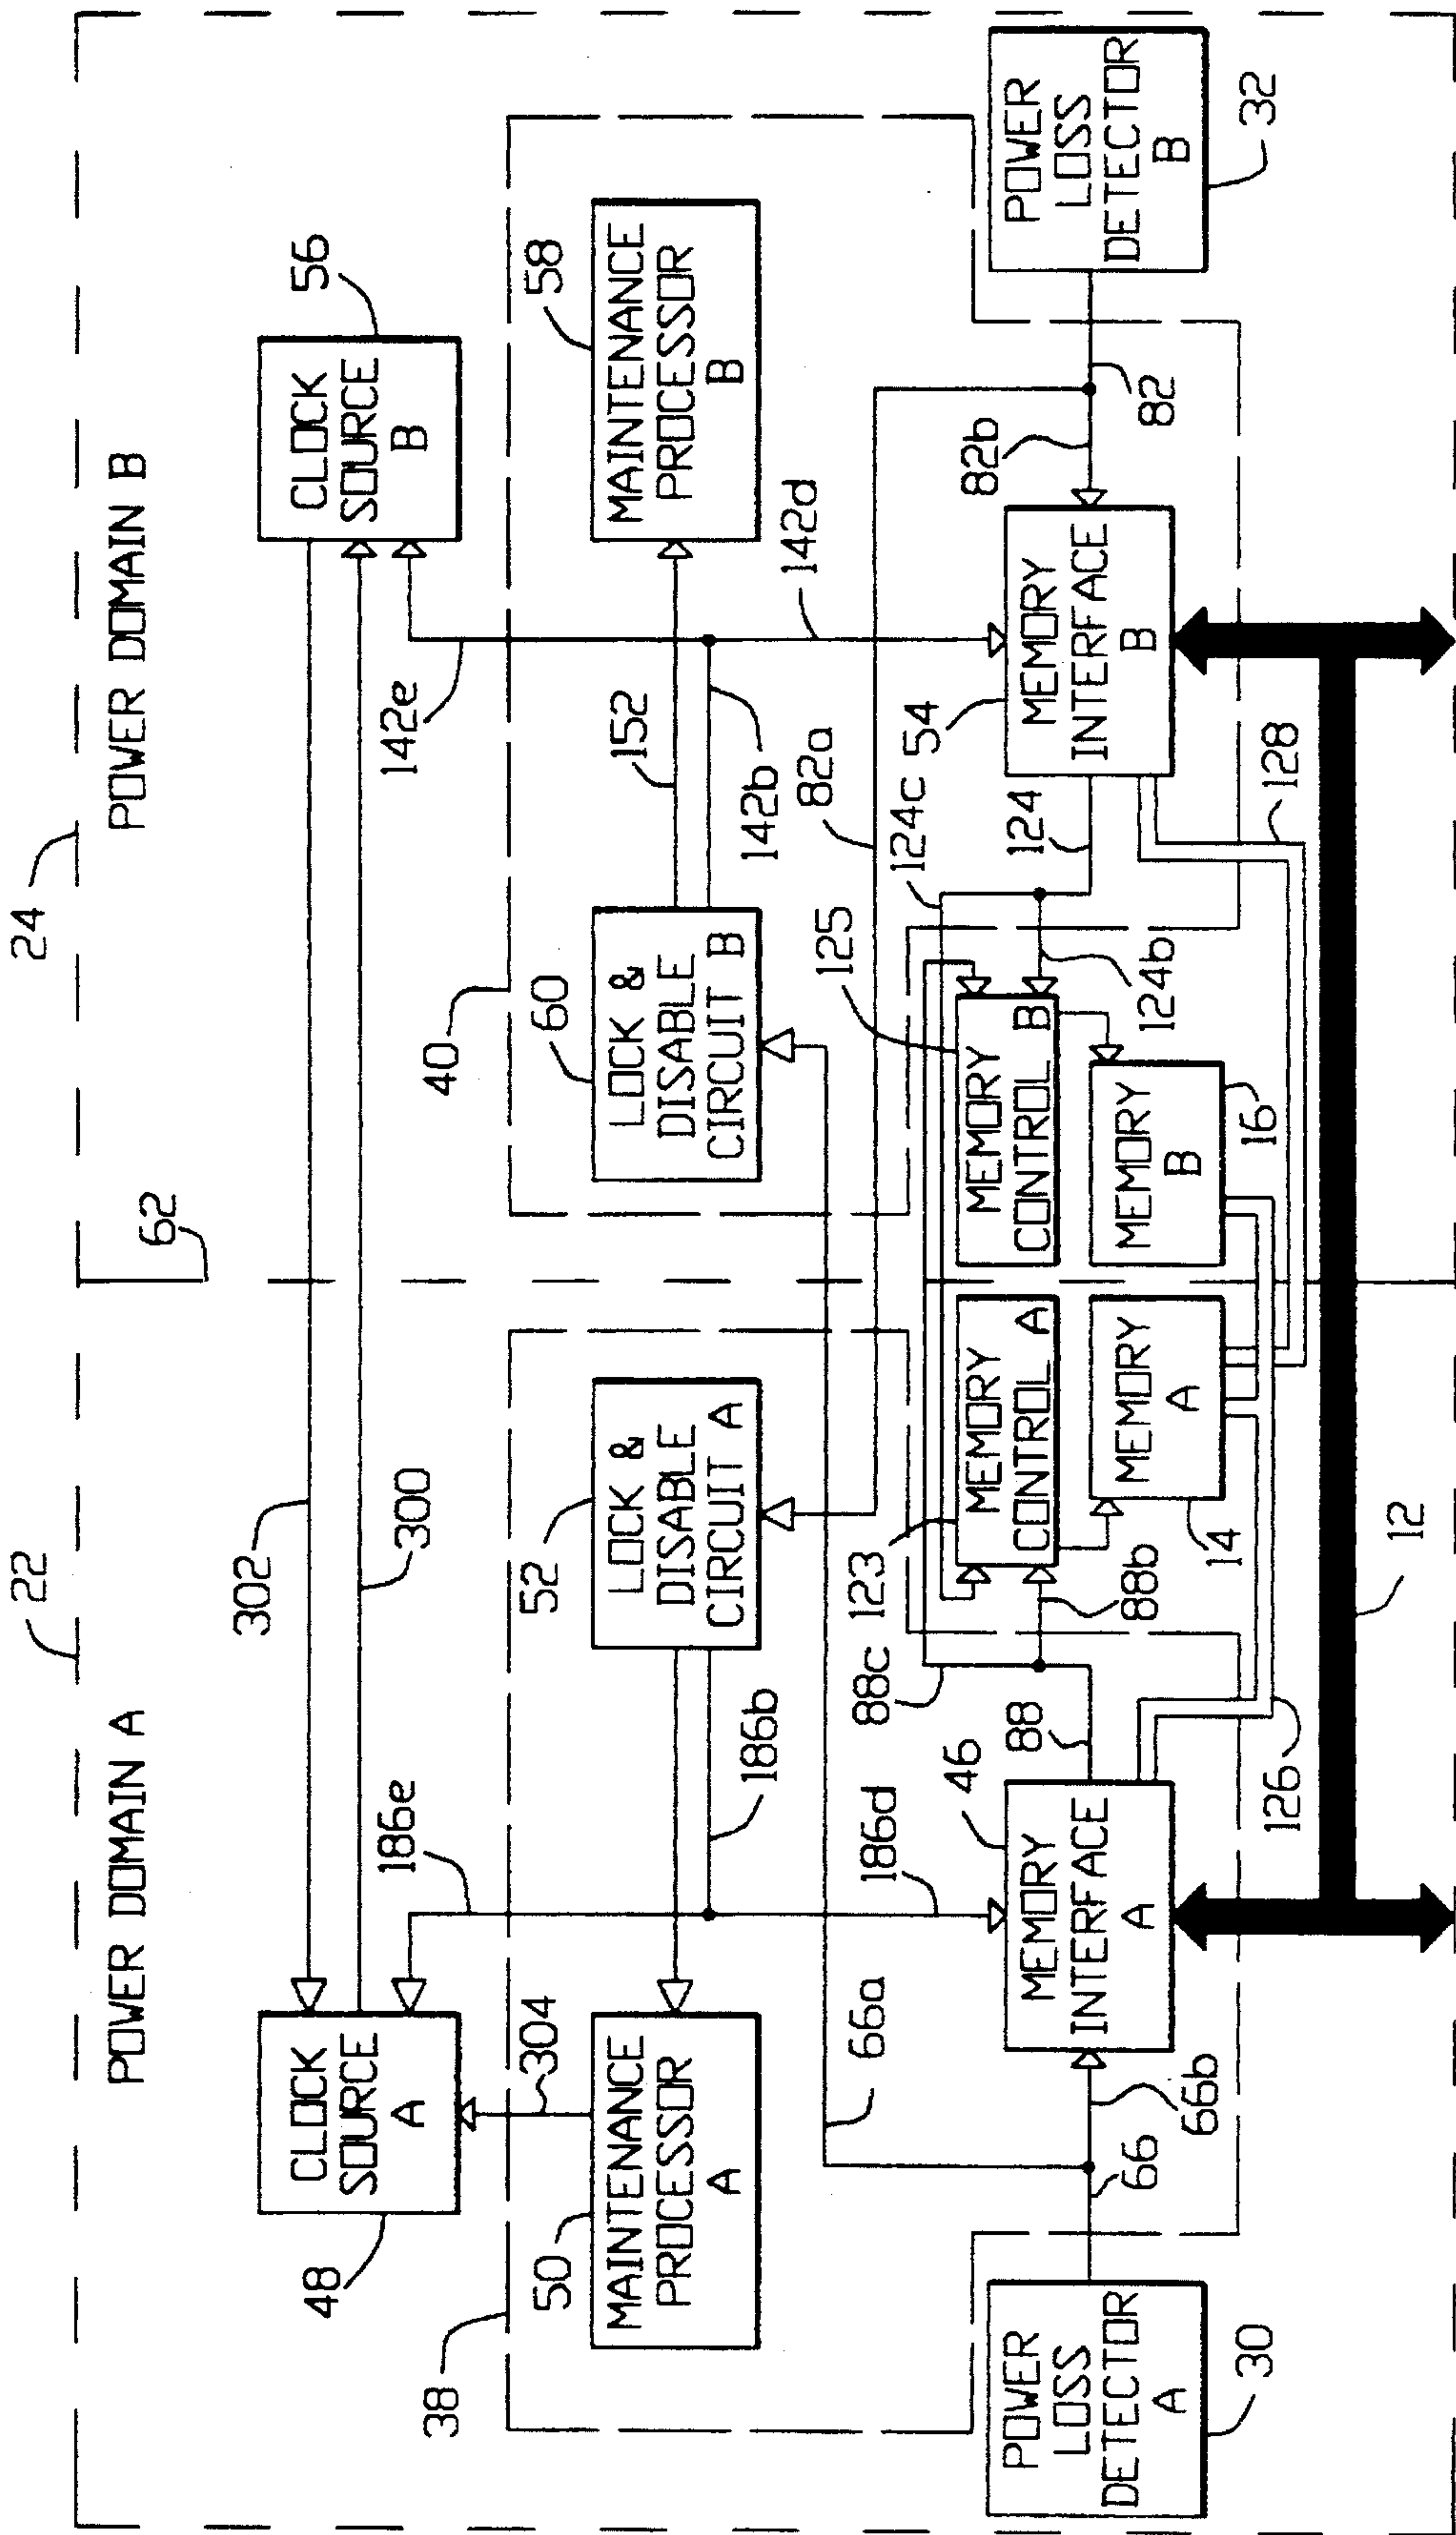 22
24
POWER DOMAIN A
62
POWER DOMAIN B
302
300
48
CLOCK
SOURCE
A
186e
304
142e
CLOCK
SOURCE
B
56
38
50
MAINTENANCE
PROCESSOR
A
186b
52
LOCK &
DISABLE
CIRCUIT A
40
60
LOCK &
DISABLE
CIRCUIT B
152
142b
58
MAINTENANCE
PROCESSOR
B
66a
186d
82a
142d
POWER
LOSS
DETECTOR
A
30
66
66b
46
MEMORY
INTERFACE
A
88
88c
88b
123
MEMORY
CONTROL A
MEMORY
A
14
125
MEMORY
CONTROL B
MEMORY
B
16
124c
124b
124
54
MEMORY
INTERFACE
B
82b
82
POWER
LOSS
DETECTOR
B
32
126
128
12